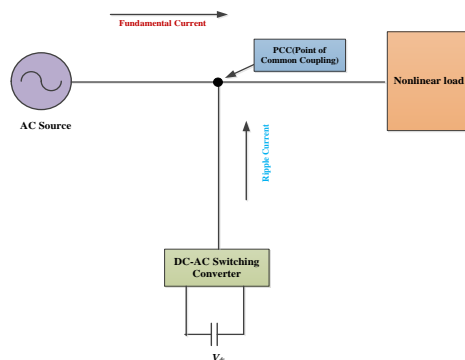 Fundamental Current
PCC(Point of
Common Coupling)
Nonlinear load
AC Source
Ripple Current
DC-AC Switching
Converter